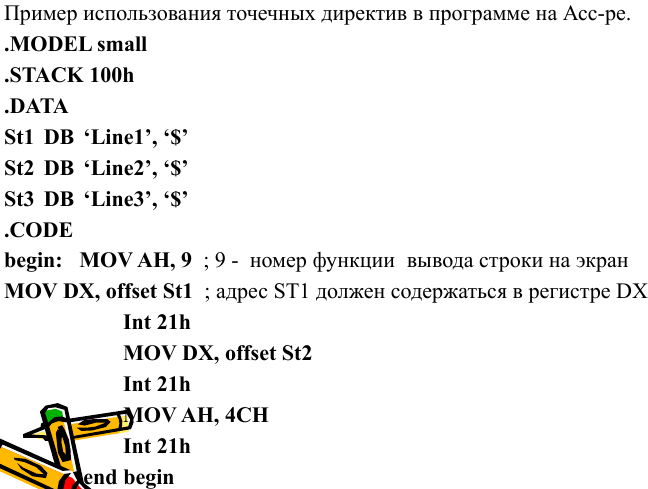 Пример использования точечных директив в программе на Асс-ре.
.MODEL small
.STACK 100h
.DATA
St1 DB ‘Line1’, ‘$’
St2 DB ‘Line2’, ‘$’
St3 DB ‘Line3’, ‘$’
.CODE
begin: MOV AH, 9 ; 9 - номер функции вывода строки на экран
MOV DX, offset St1 ; адрес ST1 должен содержаться в регистре DX
Int 21h
MOV DX, offset St2
Int 21h
MOV AH, 4CH
Int 21h
end begin